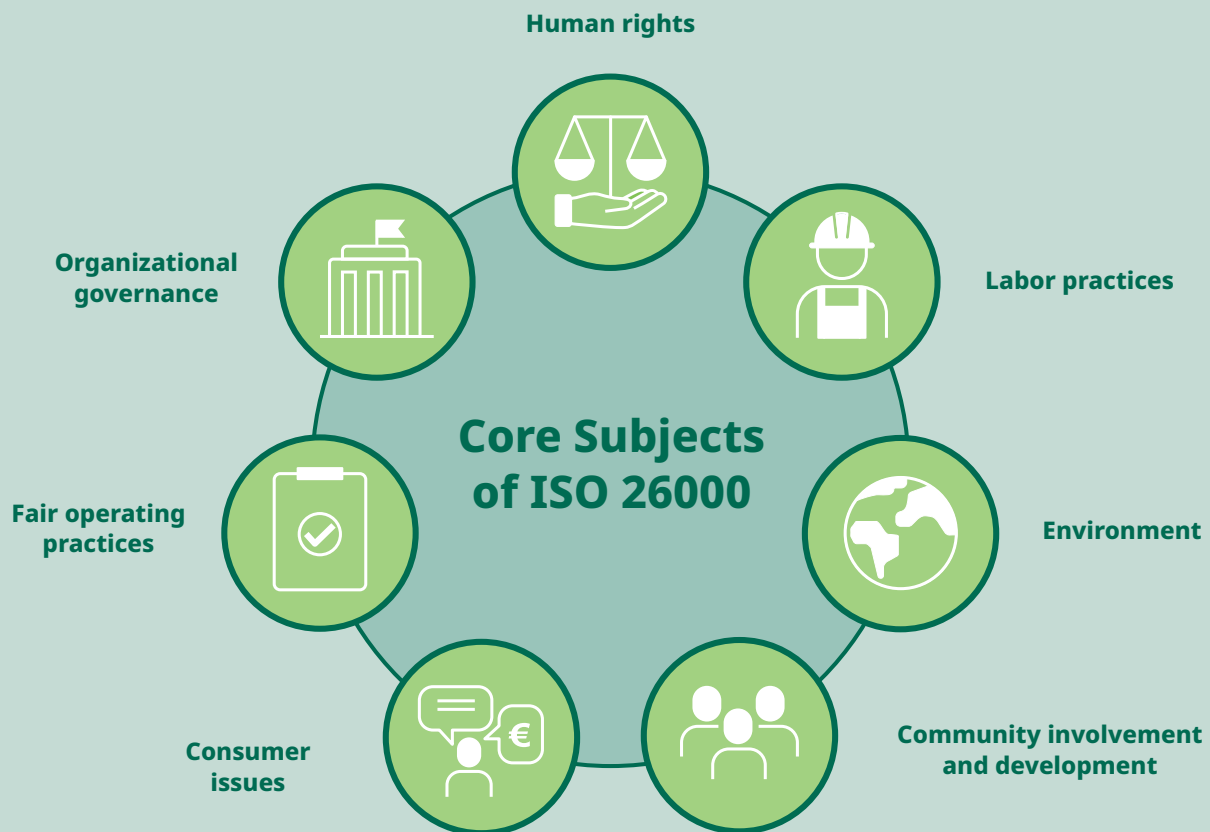 Human rights
Organizational
governance
Labor practices
Core Subjects
of ISO 26000
Fair operating
practices
Environment
€
Consumer
issues
Community involvement
and development